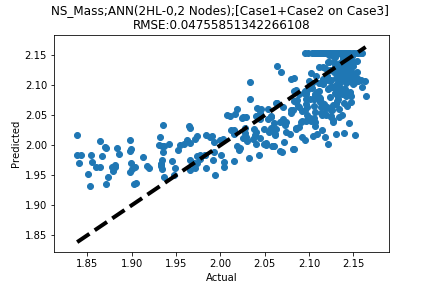 NS_Mass;ANN(2HL-0,2 Nodes);[Case1+Case2 on Case3]
RMSE:0.04755851342266108
2.15
2.10
2.05
2.00
1.95
1.90
1.85
Predicted
1.85 1.90 1.95 2.00 2.05 2.10 2.15
Actual